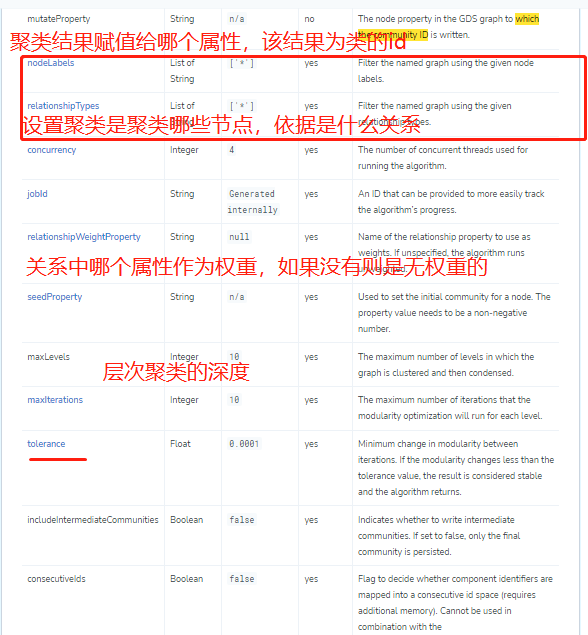 mutateProperty String n/a no The node property in the GDS graph to which
the community ID is written.
聚类结果赋值给哪个属性，该结果为类的id
nodeLabels List of ['*'] yes Filter the named graph using the given node
String labels.
relationshipTypes List of ['*'] yes Filter the named graph using the given
relationship types.
设置聚类是聚类哪些节点，依据是什么关系
concurrency Integer 4 yes The number of concurrent threads used for
running the algorithm.
jobId String Generated yes An ID that can be provided to more easily track
internally the algorithm's progress.
relationshipWeightProperty String null yes Name of the relationship property to use as
weights. If unspecified, the algorithm runs
关系中哪个属性作为权重，如果没有则是无权重的
seedProperty String n/a yes Used to set the initial community for a node. The
property value needs to be a non-negative
number.
maxLevels Integer 10 yes The maximum number of levels in which the
graph is clustered and then condensed.
层次聚类的深度
maxIterations Integer 10 yes The maximum number of iterations that the
modularity optimization will run for each level.
tolerance Float 0.0001 yes Minimum change in modularity between
iterations. If the modularity changes less than the
tolerance value, the result is considered stable
and the algorithm returns.
includeIntermediateCommunities Boolean false yes Indicates whether to write intermediate
communities. If set to false, only the final
community is persisted.
consecutiveIds Boolean false yes Flag to decide whether component identifiers are
mapped into a consecutive id space (requires
additional memory). Cannot be used in
combination with the